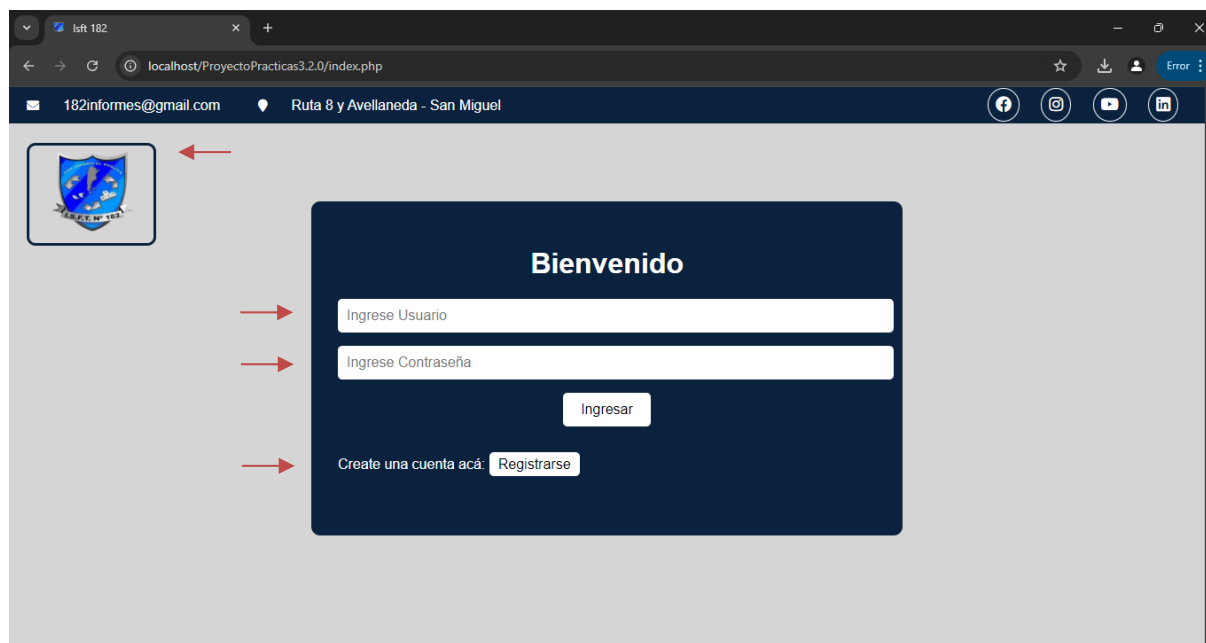 Isft 182
localhost/ProyectoPracticas3.2.0/index.php
Error
182informes@gmail.com
Ruta 8 y Avellaneda - San Miguel
I.S.F.T. N° 182
Bienvenido
Ingrese Usuario
Ingrese Contraseña
Ingresar
Create una cuenta acá: Registrarse